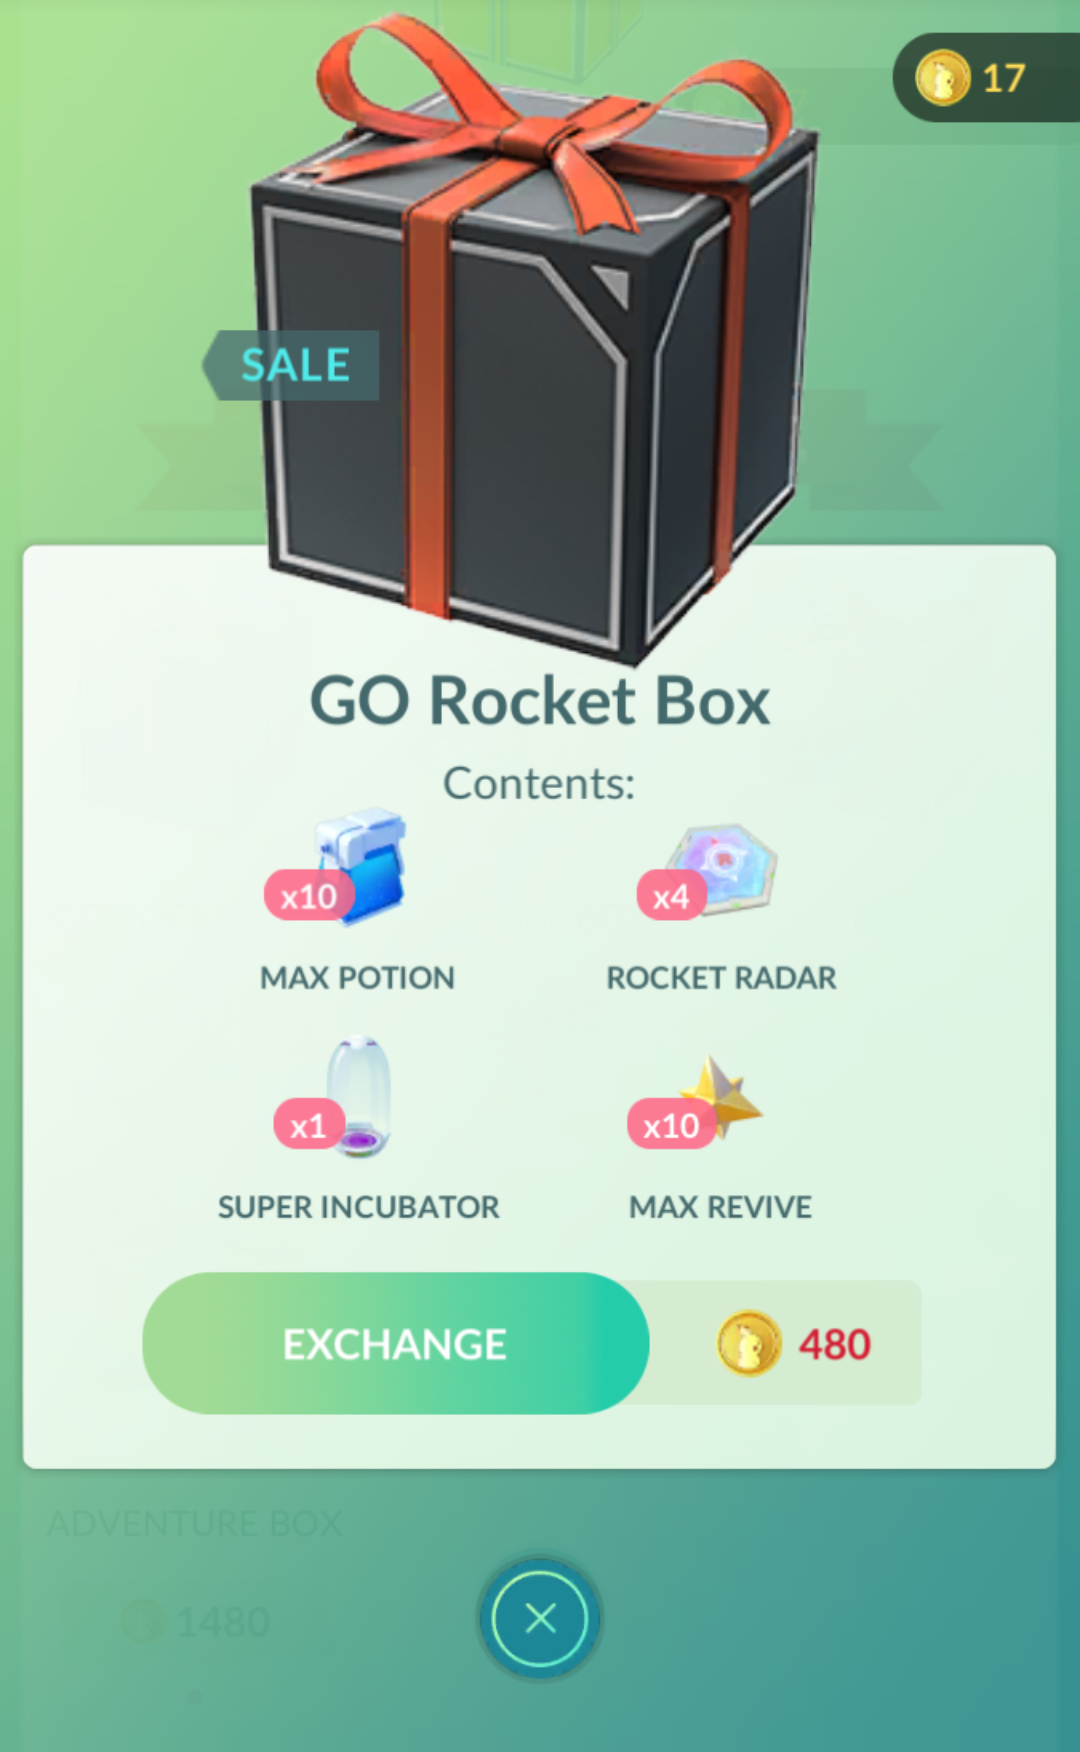 17
SALE
GO Rocket Box
Contents:
x10
x4
MAX POTION
ROCKET RADAR
x1
x10
SUPER INCUBATOR
MAX REVIVE
EXCHANGE
480
ADVENTURE BOX
1480